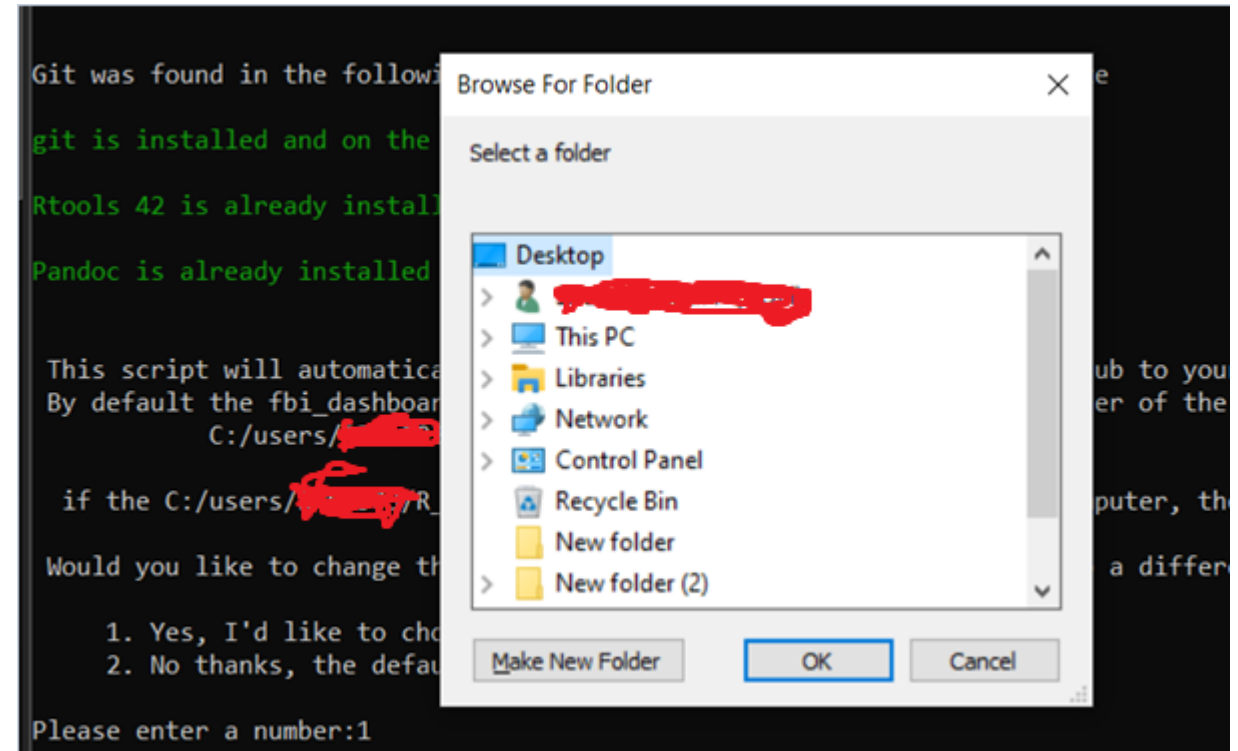 Git was found in the followi
e
git is installed and on the
Rtools 42 is already install
Pandoc is already installed
This script will automatica
ub to your
By default the fbi_dashboar
er of the
C:/users/
if the C:/users/
/R_
puter, the
Would you like to change th
a differe
1. Yes, I'd like to cho
2. No thanks, the defau
Please enter a number:1
Browse For Folder
Select a folder
Desktop
This PC
Libraries
Network
Control Panel
Recycle Bin
New folder
New folder (2)
Make New Folder
OK
Cancel